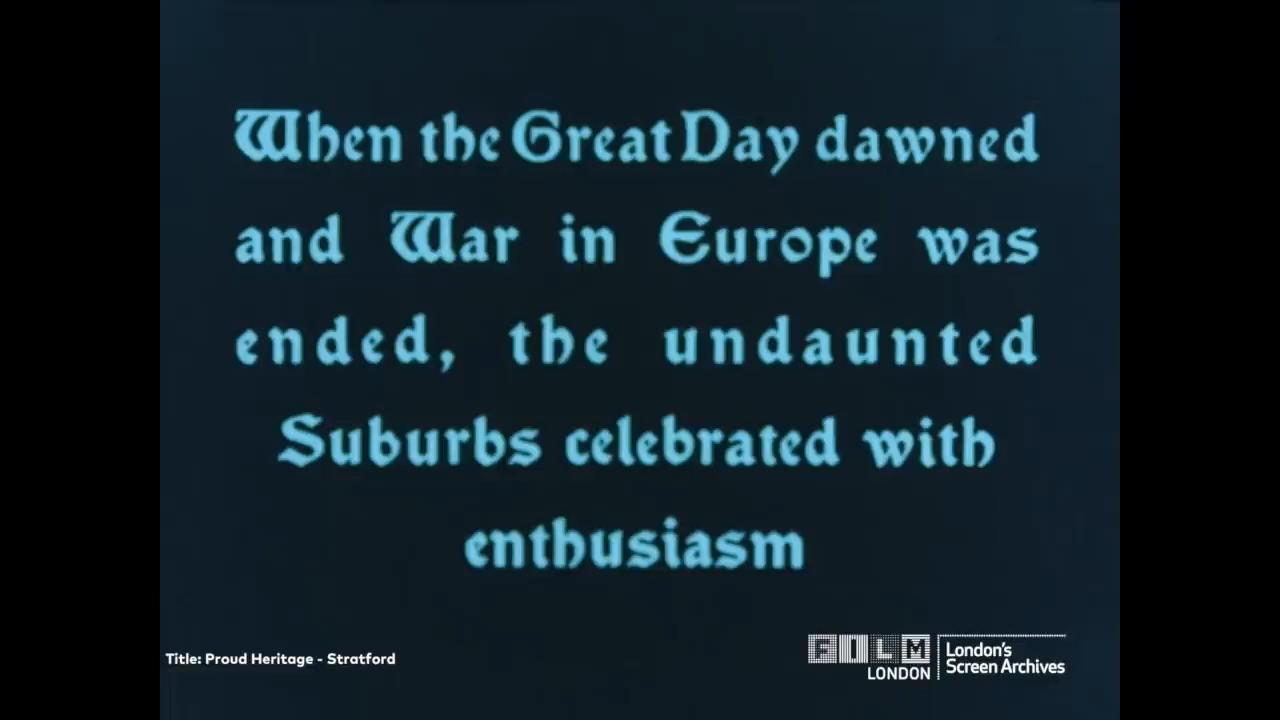 When the Great Day dawned
and War in Europe was
ended, the undaunted
Suburbs celebrated with
enthusiasm
Title: Proud Heritage - Stratford
FILM
LONDON
London's
Screen Archives